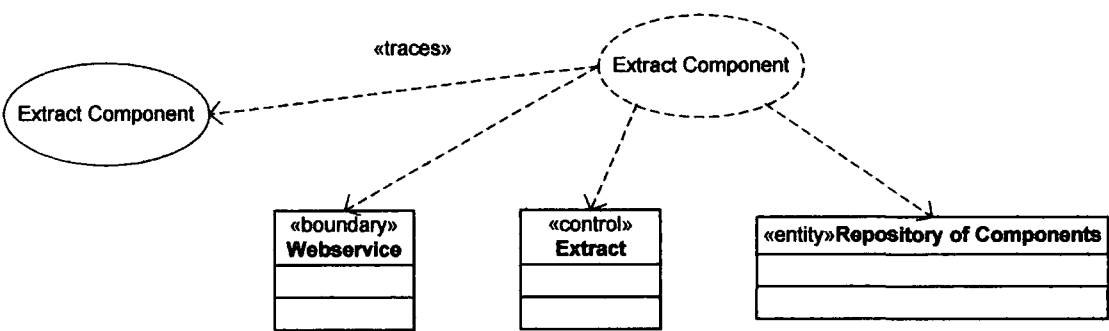 «traces»
Extract Component
Extract Component
«boundary»
Webservice
«control»
Extract
«entity»Repository of Components